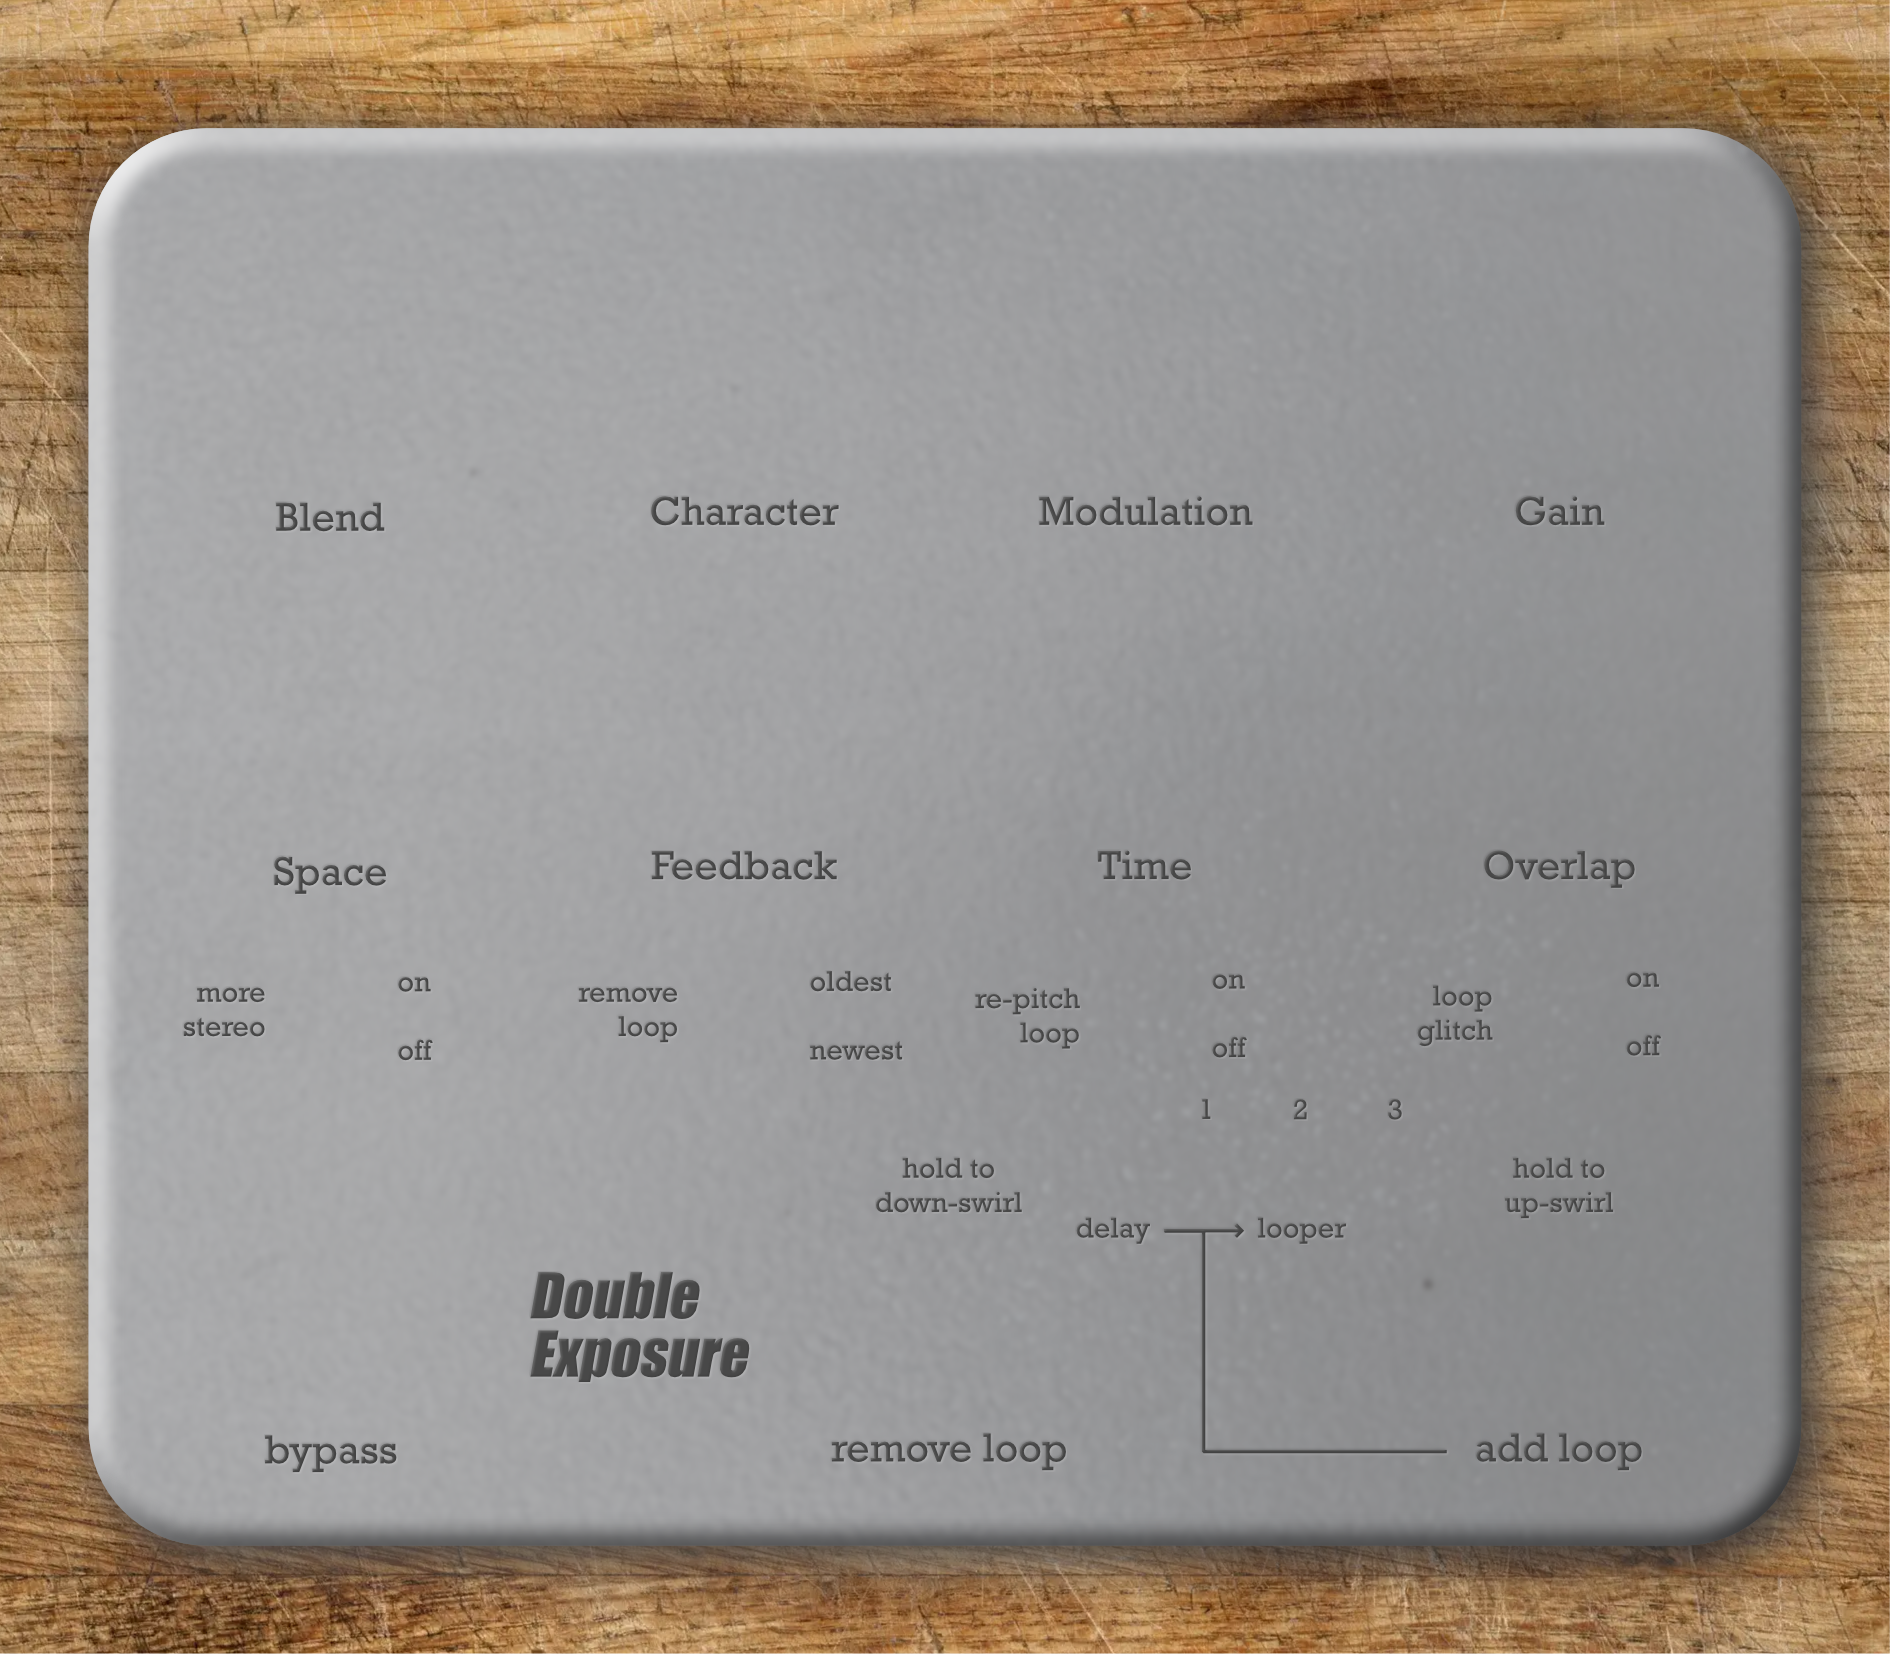 Blend
Character
Modulation
Gain
Space
Feedback
Time
Overlap
more
stereo
on
off
remove
loop
oldest
newest
re-pitch
loop
on
off
loop
glitch
on
off
1 2 3
hold to
down-swirl
hold to
up-swirl
delay → looper
Double
Exposure
bypass
remove loop
add loop